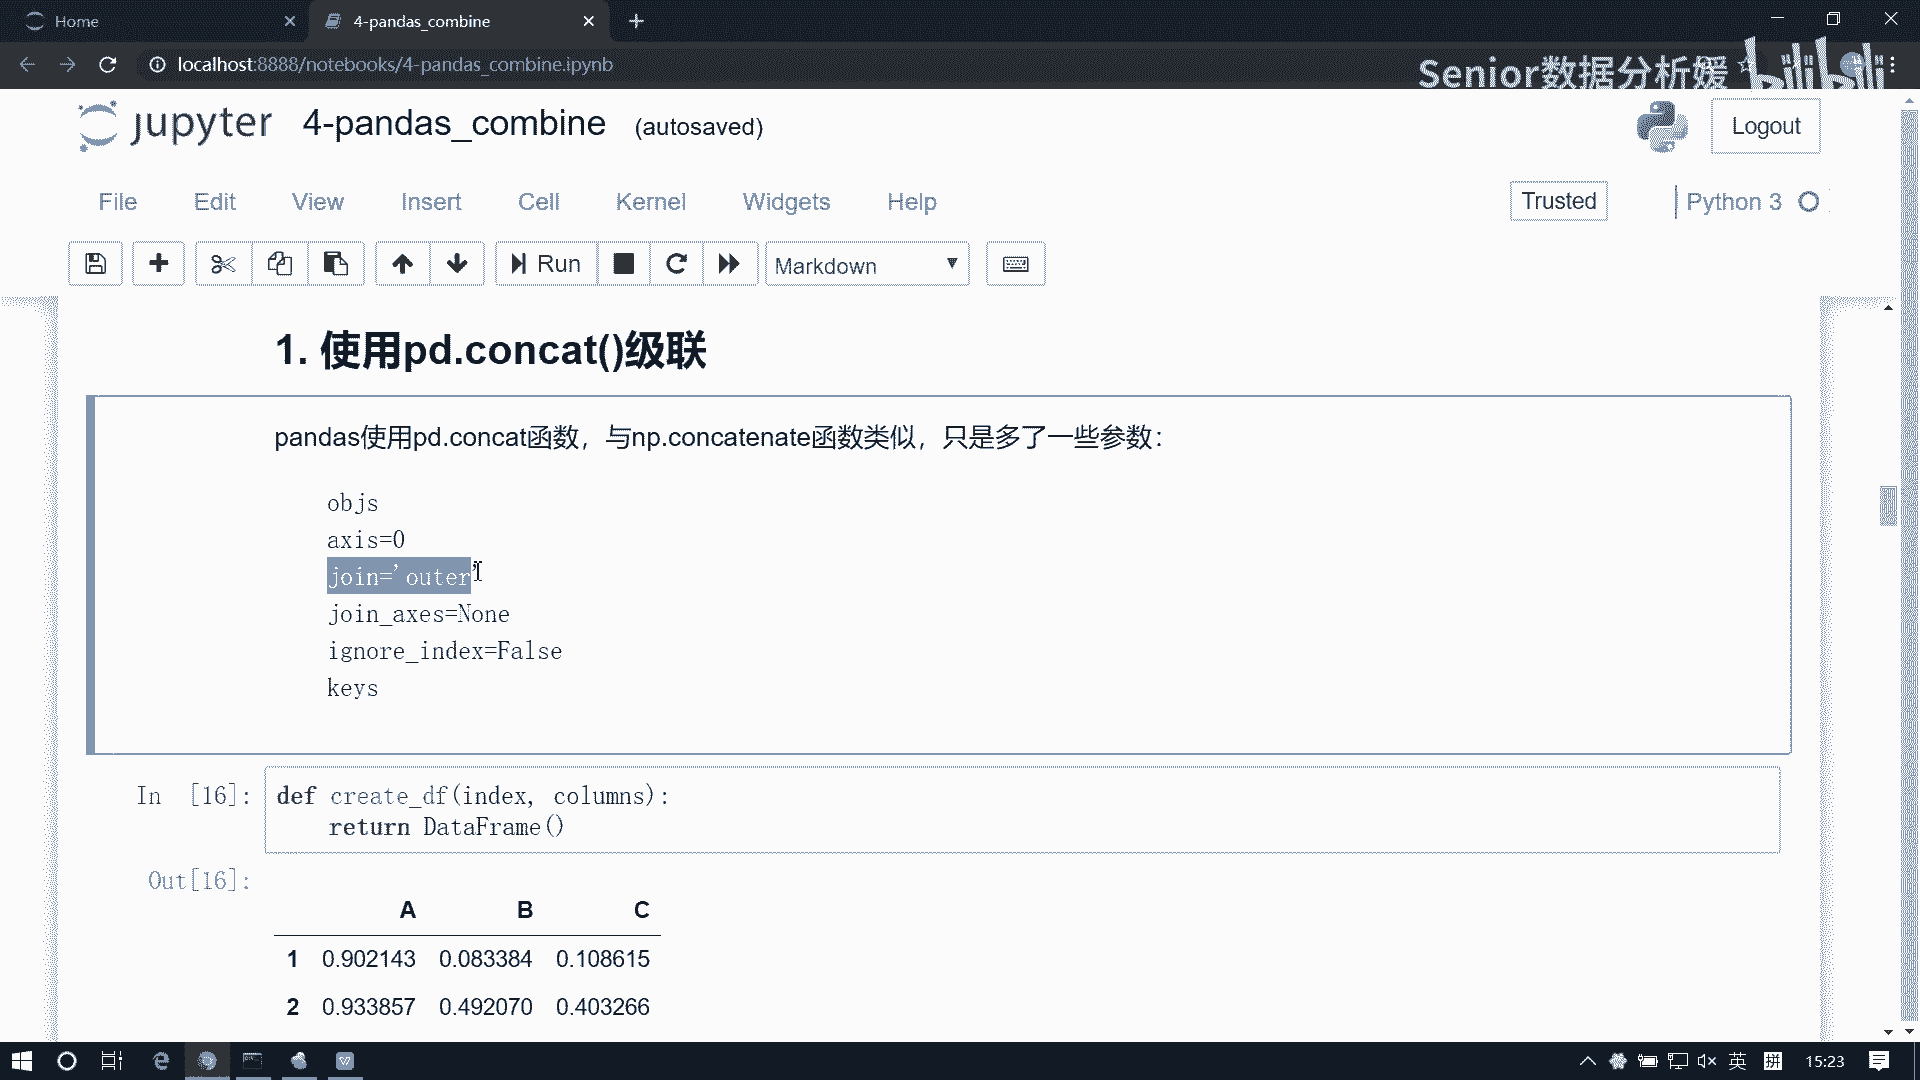 Home
4-pandas_combine
localhost:8888/notebooks/4-pandas_combine.ipynb
Senior数据分析媛
bilibili
jupyter 4-pandas_combine (autosaved)
Logout
File Edit View Insert Cell Kernel Widgets Help
Trusted
Python 3
Run
Markdown
1. 使用pd.concat()级联
pandas使用pd.concat函数，与np.concatenate函数类似，只是多了一些参数：
objs
axis=0
join='outer'
join_axes=None
ignore_index=False
keys
In [16]: def create_df(index, columns):
return DataFrame()
Out[16]:
A B C
1 0.902143 0.083384 0.108615
2 0.933857 0.492070 0.403266
英
拼
15:23